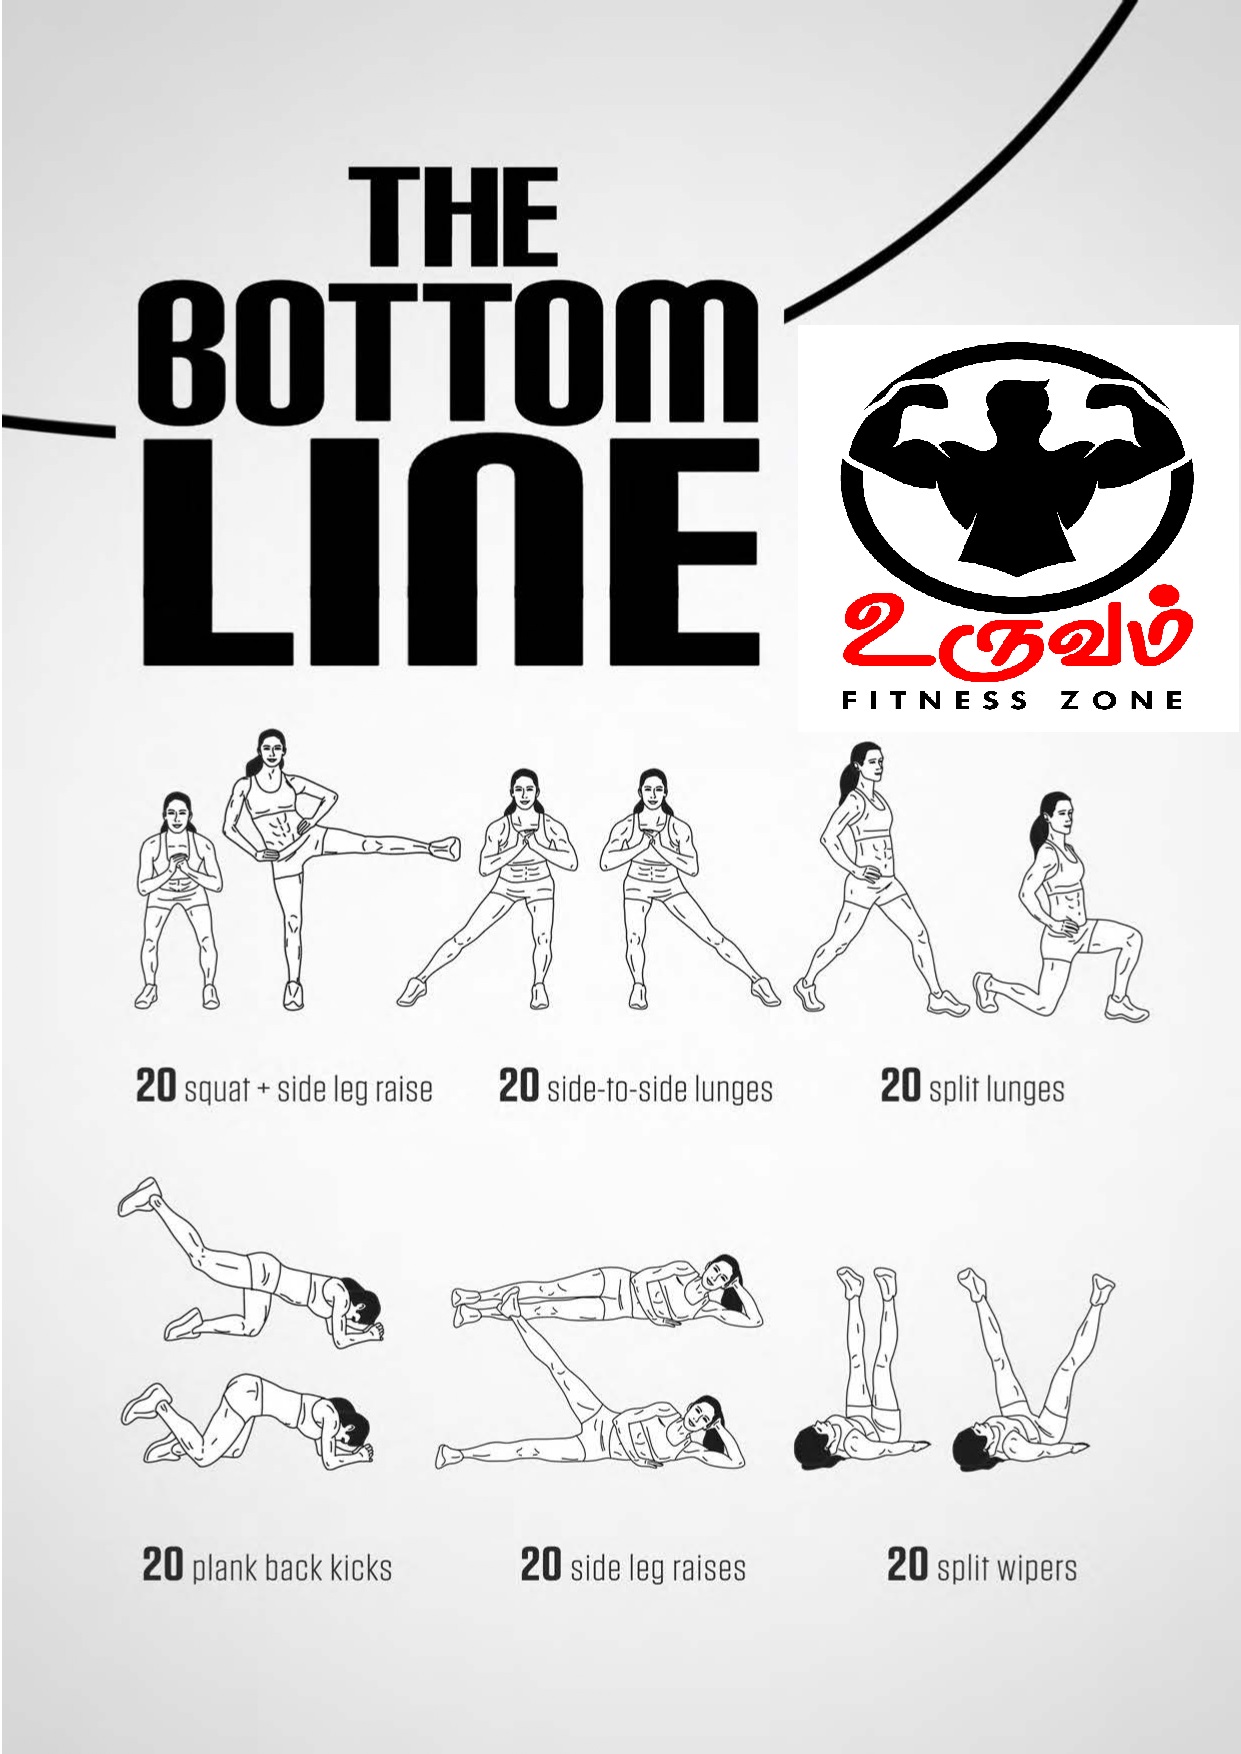 THE
BOTTOM
LINE
உருவம்
FITNESS ZONE
20 squat + side leg raise
20 side-to-side lunges
20 split lunges
20 plank back kicks
20 side leg raises
20 split wipers